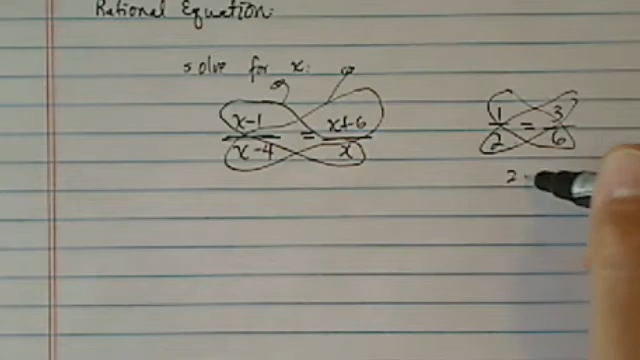 Rational Equation:
solve for x:
x-1 / x-4 = x+6 / x
1 / 2 = 3 / 6
2 ·